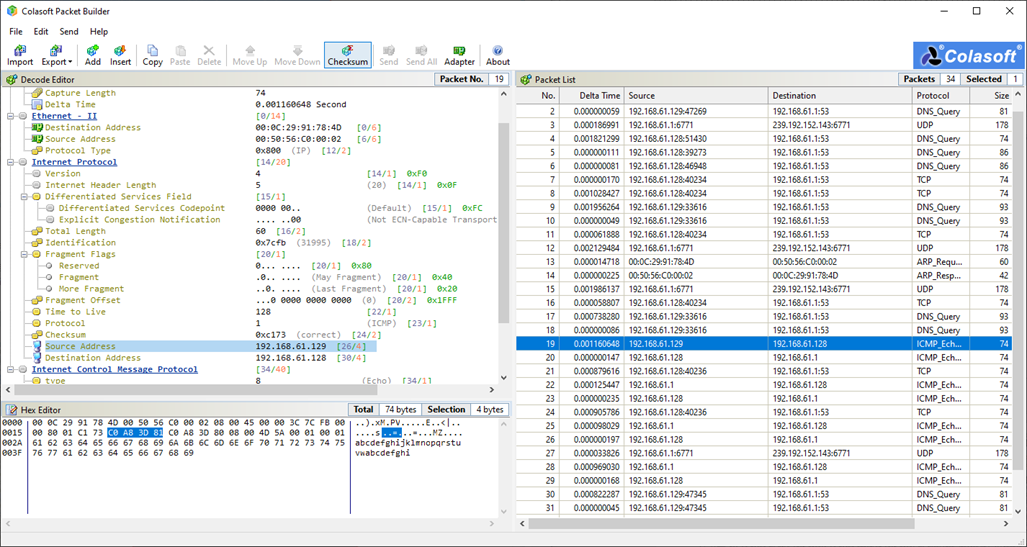 Colasoft Packet Builder
File Edit Send Help
Import Export Add Insert Copy Paste Delete Move Up Move Down Checksum Send Send All Adapter About
Colasoft
Decode Editor Packet No. 19
Capture Length 74
Delta Time 0.001160648 Second
Ethernet - II [0/14]
Destination Address 00:0C:29:91:78:4D [0/6]
Source Address 00:50:56:C0:00:02 [6/6]
Protocol Type 0x800 (IP) [12/2]
Internet Protocol [14/20]
Version 4 [14/1] 0xF0
Internet Header Length 5 (20) [14/1] 0x0F
Differentiated Services Field [15/1]
Differentiated Services Codepoint 0000 00.. (Default) [15/1] 0xFC
Explicit Congestion Notification .... ..00 (Not ECN-Capable Transport
Total Length 60 [16/2]
Identification 0x7cfb (31995) [18/2]
Fragment Flags [20/1]
Reserved 0... .... [20/1] 0x80
Fragment .0.. .... (May Fragment) [20/1] 0x40
More Fragment ..0. .... (Last Fragment) [20/1] 0x20
Fragment Offset ...0 0000 0000 0000 (0) [20/2] 0x1FFF
Time to Live 128 [22/1]
Protocol 1 (ICMP) [23/1]
Checksum 0xc173 (correct) [24/2]
Source Address 192.168.61.129 [26/4]
Destination Address 192.168.61.128 [30/4]
Internet Control Message Protocol [34/40]
type 8 (Echo) [34/1]
Hex Editor Total 74 bytes Selection 4 bytes
0000 00 0C 29 91 78 4D 00 50 56 C0 00 02 08 00 45 00 00 3C 7C FB 00 ..).xM.PV.....E..<|..
0015 00 80 01 C1 73 C0 A8 3D 81 C0 A8 3D 80 08 00 4D 5A 00 01 00 01 ....s..=...=...MZ....
002A 61 62 63 64 65 66 67 68 69 6A 6B 6C 6D 6E 6F 70 71 72 73 74 75 abcdefghijklmnopqrstu
003F 76 77 61 62 63 64 65 66 67 68 69 vwabcdefghi
Packet List Packets 34 Selected 1
No. Delta Time Source Destination Protocol Size
2 0.000000059 192.168.61.129:47269 192.168.61.1:53 DNS_Query 81
3 0.000186991 192.168.61.1:6771 239.192.152.143:6771 UDP 178
4 0.001821299 192.168.61.128:51430 192.168.61.1:53 DNS_Query 86
5 0.000000111 192.168.61.128:39273 192.168.61.1:53 DNS_Query 86
6 0.000000081 192.168.61.128:46948 192.168.61.1:53 DNS_Query 86
7 0.000000170 192.168.61.128:40234 192.168.61.1:53 TCP 74
8 0.001028427 192.168.61.128:40234 192.168.61.1:53 TCP 74
9 0.001956264 192.168.61.129:33616 192.168.61.1:53 DNS_Query 93
10 0.000000049 192.168.61.129:33616 192.168.61.1:53 DNS_Query 93
11 0.000061888 192.168.61.128:40234 192.168.61.1:53 TCP 74
12 0.002129484 192.168.61.1:6771 239.192.152.143:6771 UDP 178
13 0.000014718 00:0C:29:91:78:4D 00:50:56:C0:00:02 ARP_Requ... 60
14 0.000000225 00:50:56:C0:00:02 00:0C:29:91:78:4D ARP_Resp... 42
15 0.001986137 192.168.61.1:6771 239.192.152.143:6771 UDP 178
16 0.000058807 192.168.61.128:40234 192.168.61.1:53 TCP 74
17 0.000738280 192.168.61.129:33616 192.168.61.1:53 DNS_Query 93
18 0.000000086 192.168.61.129:33616 192.168.61.1:53 DNS_Query 93
19 0.001160648 192.168.61.129 192.168.61.128 ICMP_Ech... 74
20 0.000000147 192.168.61.128 192.168.61.1 ICMP_Ech... 74
21 0.000879616 192.168.61.128:40234 192.168.61.1:53 TCP 74
22 0.000125447 192.168.61.1 192.168.61.128 ICMP_Ech... 74
23 0.000000235 192.168.61.128 192.168.61.1 ICMP_Ech... 74
24 0.000905786 192.168.61.128:40236 192.168.61.1:53 TCP 74
25 0.000098029 192.168.61.1 192.168.61.128 ICMP_Ech... 74
26 0.000000197 192.168.61.128 192.168.61.1 ICMP_Ech... 74
27 0.000033826 192.168.61.1:6771 239.192.152.143:6771 UDP 178
28 0.000969030 192.168.61.1 192.168.61.128 ICMP_Ech... 74
29 0.000000168 192.168.61.128 192.168.61.1 ICMP_Ech... 74
30 0.000822287 192.168.61.129:47345 192.168.61.1:53 DNS_Query 81
31 0.000000045 192.168.61.129:47345 192.168.61.1:53 DNS_Query 81